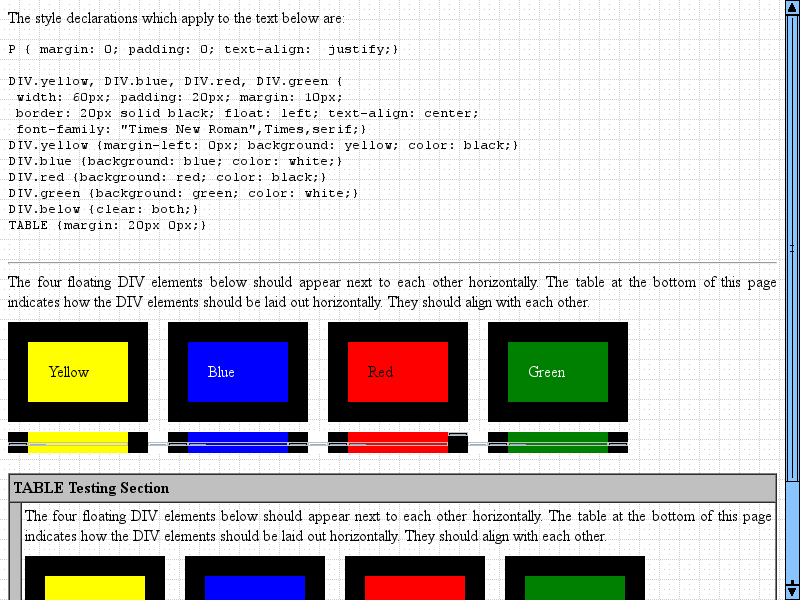 The style declarations which apply to the text below are:
P { margin: 0; padding: 0; text-align:  justify;}
DIV.yellow, DIV.blue, DIV.red, DIV.green {
 width: 60px; padding: 20px; margin: 10px;
 border: 20px solid black; float: left; text-align: center;
 font-family: "Times New Roman",Times,serif;}
DIV.yellow {margin-left: 0px; background: yellow; color: black;}
DIV.blue {background: blue; color: white;}
DIV.red {background: red; color: black;}
DIV.green {background: green; color: white;}
DIV.below {clear: both;}
TABLE {margin: 20px 0px;}
The four floating DIV elements below should appear next to each other horizontally. The table at the bottom of this page
indicates how the DIV elements should be laid out horizontally. They should align with each other.
Yellow Blue Red Green
TABLE Testing Section
The four floating DIV elements below should appear next to each other horizontally. The table at the bottom of this page
indicates how the DIV elements should be laid out horizontally. They should align with each other.